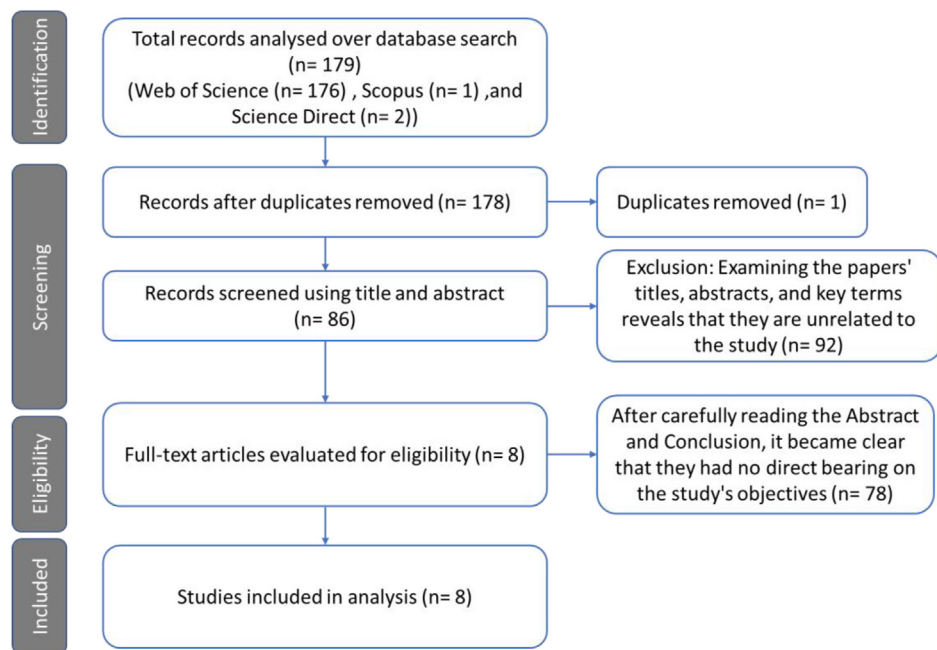 Identification
Total records analysed over database search
(n= 179)
(Web of Science (n= 176) , Scopus (n= 1) ,and
Science Direct (n= 2))
Screening
Records after duplicates removed (n= 178)
Duplicates removed (n= 1)
Records screened using title and abstract
(n= 86)
Exclusion: Examining the papers'
titles, abstracts, and key terms
reveals that they are unrelated to
the study (n= 92)
Eligibility
Full-text articles evaluated for eligibility (n= 8)
After carefully reading the Abstract
and Conclusion, it became clear
that they had no direct bearing on
the study's objectives (n= 78)
Included
Studies included in analysis (n= 8)